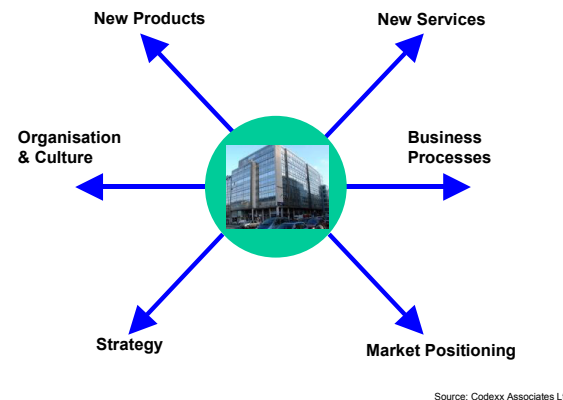 New Products
New Services
Organisation
& Culture
Business
Processes
Strategy
Market Positioning
Source: Codexx Associates